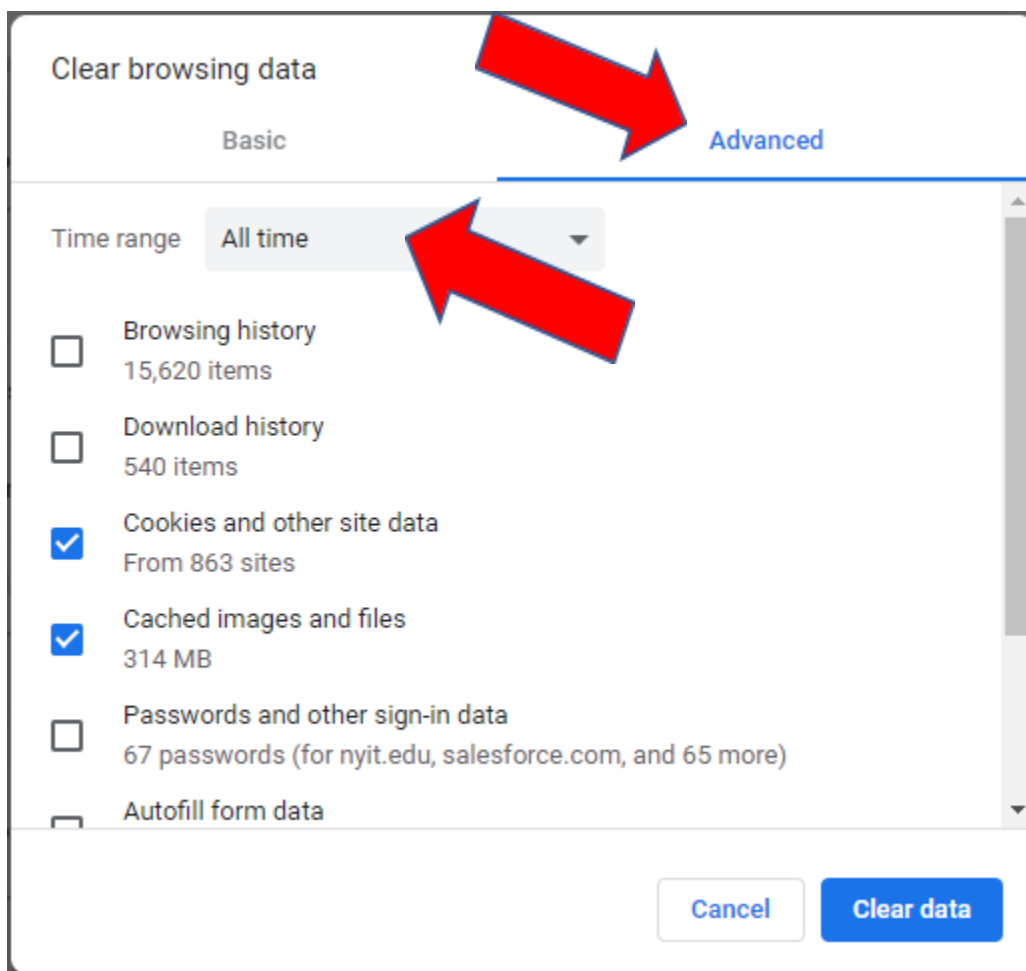 Clear browsing data
Basic
Advanced
Time range
All time
Browsing history
15,620 items
Download history
540 items
Cookies and other site data
From 863 sites
Cached images and files
314 MB
Passwords and other sign-in data
67 passwords (for nyit.edu, salesforce.com, and 65 more)
Autofill form data
Cancel
Clear data